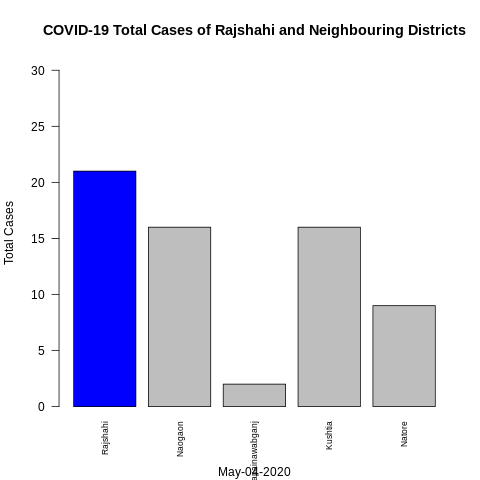 COVID-19 Total Cases of Rajshahi and Neighbouring Districts
30
25
20
15
10
5
0
Total Cases
Rajshahi
Naogaon
Kushtia
Natore
May-04-2020